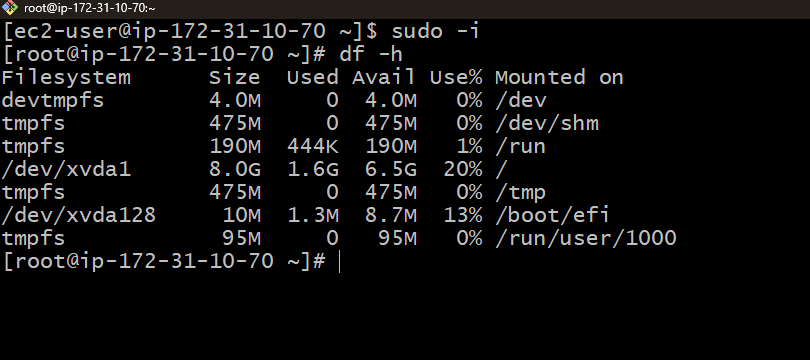 root@ip-172-31-10-70:~
[ec2-user@ip-172-31-10-70 ~]$ sudo -i
[root@ip-172-31-10-70 ~]# df -h
Filesystem      Size  Used Avail Use% Mounted on
devtmpfs        4.0M     0  4.0M   0% /dev
tmpfs           475M     0  475M   0% /dev/shm
tmpfs           190M  444K  190M   1% /run
/dev/xvda1      8.0G  1.6G  6.5G  20% /
tmpfs           475M     0  475M   0% /tmp
/dev/xvda128     10M  1.3M  8.7M  13% /boot/efi
tmpfs            95M     0   95M   0% /run/user/1000
[root@ip-172-31-10-70 ~]#